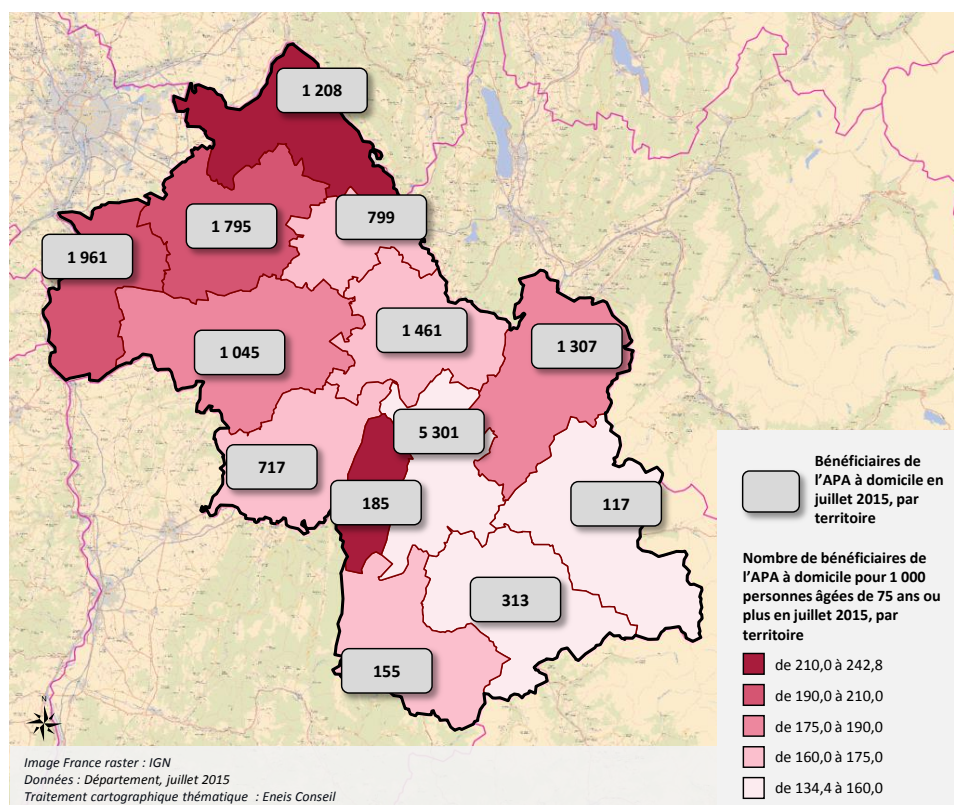 1 208
799
1 795
1 961
1 461
1 045
1 307
5 301
717
185
117
313
155
Bénéficiaires de
l’APA à domicile en
juillet 2015, par
territoire
Nombre de bénéficiaires de
l’APA à domicile pour 1 000
personnes âgées de 75 ans ou
plus en juillet 2015, par
territoire
de 210,0 à 242,8
de 190,0 à 210,0
de 175,0 à 190,0
de 160,0 à 175,0
de 134,4 à 160,0
N
Image France raster : IGN
Données : Département, juillet 2015
Traitement cartographique thématique : Eneis Conseil